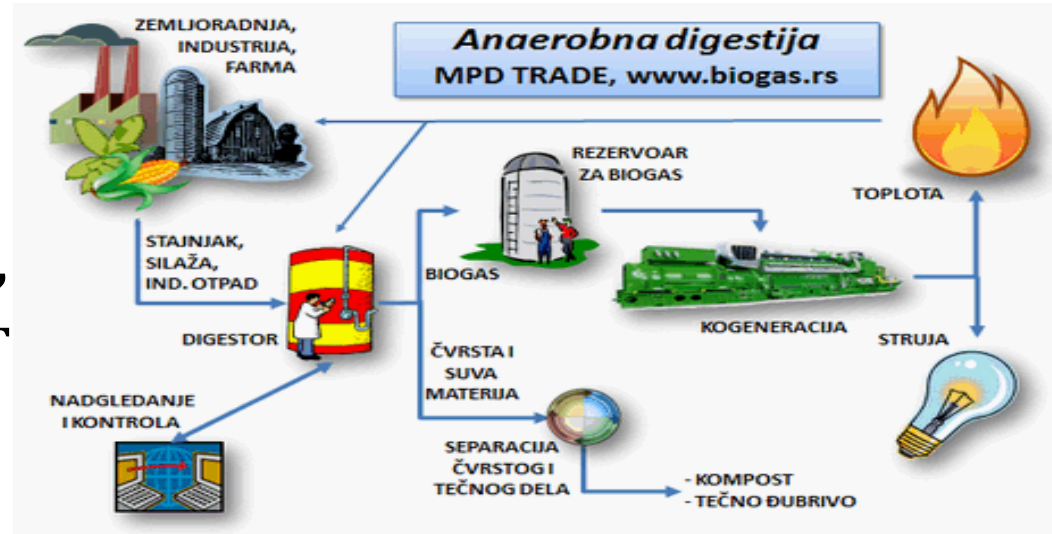 ZEMLJORADNJA,
INDUSTRIJA,
FARMA
Anaerobna digestija
MPD TRADE, www.biogas.rs
REZERVOAR
ZA BIOGAS
TOPLOTA
STAJNJAK,
SILAŽA,
IND. OTPAD
BIOGAS
DIGESTOR
KOGENERACIJA
STRUJA
ČVRSTA I
SUVA
MATERIJA
NADGLEDANJE
I KONTROLA
SEPARACIJA
ČVRSTOG I
TEČNOG DELA
- KOMPOST
- TEČNO ĐUBRIVO